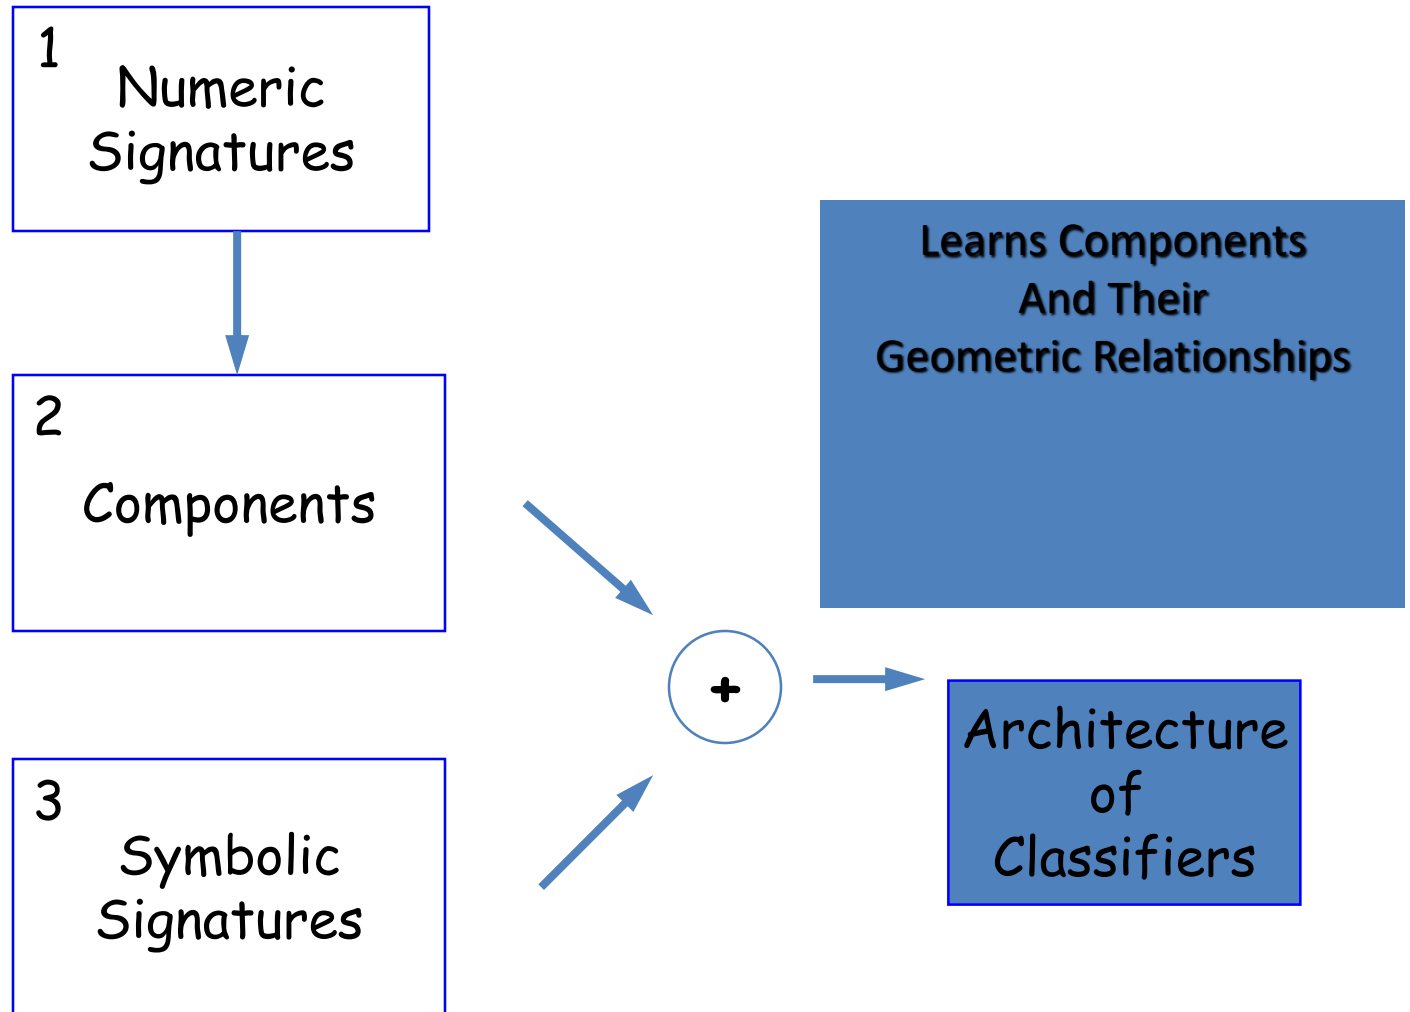 1
Numeric
Signatures
Learns Components
And Their
Geometric Relationships
2
Components
+
Architecture
of
Classifiers
3
Symbolic
Signatures